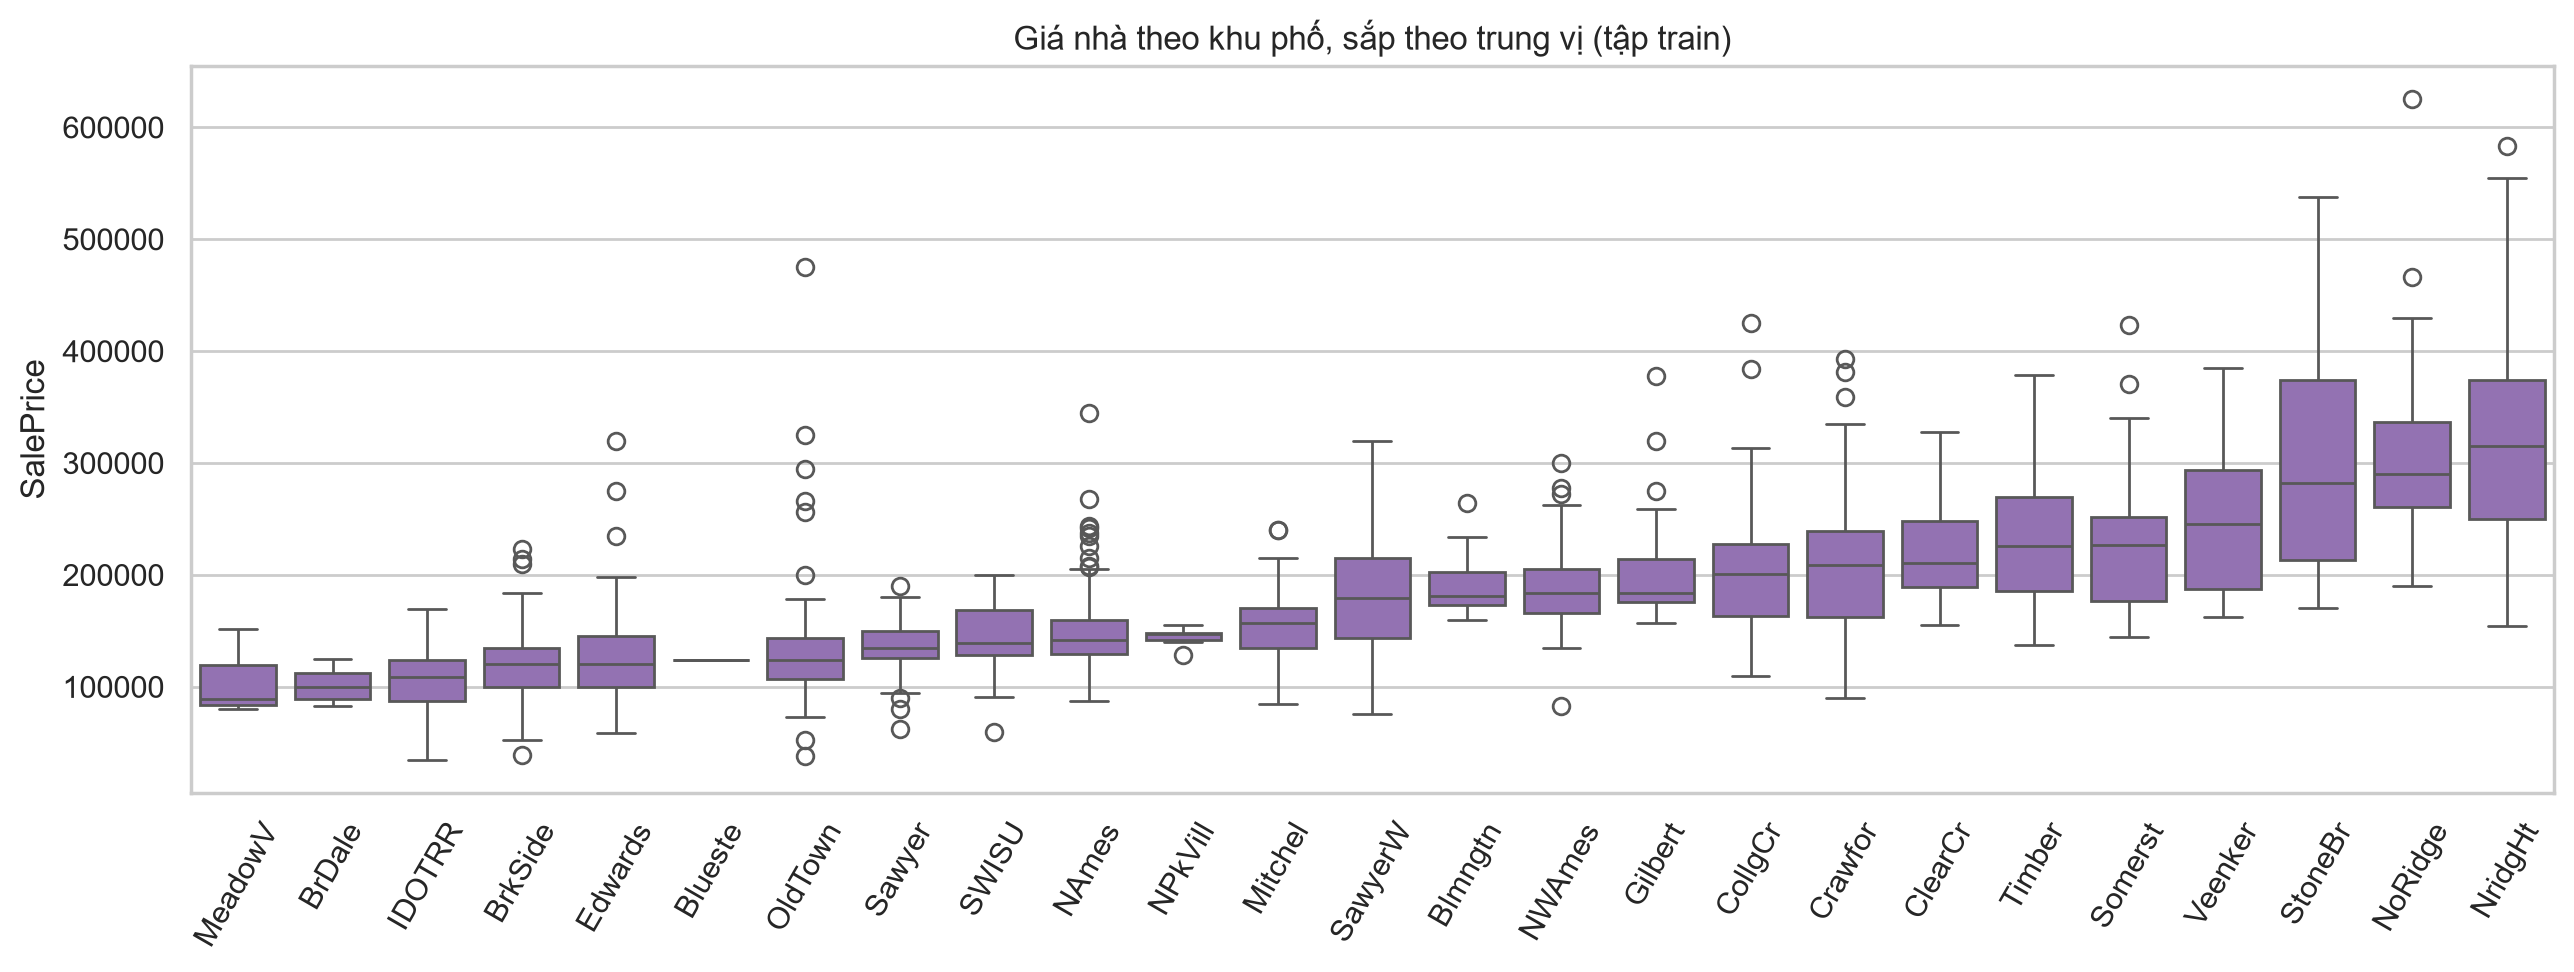 Giá nhà theo khu phố, sắp theo trung vị (tập train)
SalePrice
600000
500000
400000
300000
200000
100000
MeadowV
BrDale
IDOTRR
BrkSide
Edwards
Blueste
OldTown
Sawyer
SWISU
NAmes
NPkVill
Mitchel
SawyerW
Blmngtn
NWAmes
Gilbert
CollgCr
Crawfor
ClearCr
Timber
Somerst
Veenker
StoneBr
NoRidge
NridgHt